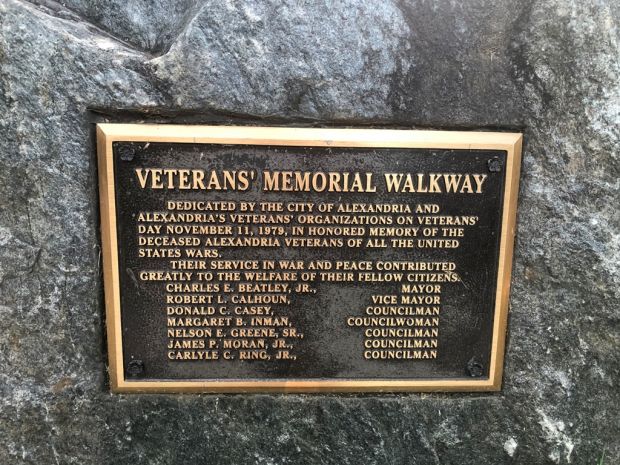 VETERANS' MEMORIAL WALKWAY
DEDICATED BY THE CITY OF ALEXANDRIA AND
ALEXANDRIA'S VETERANS' ORGANIZATIONS ON VETERANS'
DAY NOVEMBER 11, 1979, IN HONORED MEMORY OF THE
DECEASED ALEXANDRIA VETERANS OF ALL THE UNITED
STATES WARS.
THEIR SERVICE IN WAR AND PEACE CONTRIBUTED
GREATLY TO THE WELFARE OF THEIR FELLOW CITIZENS.
CHARLES E. BEATLEY, JR., MAYOR
ROBERT L. CALHOUN, VICE MAYOR
DONALD C. CASEY, COUNCILMAN
MARGARET B. INMAN, COUNCILWOMAN
NELSON E. GREENE, SR., COUNCILMAN
JAMES P. MORAN, JR., COUNCILMAN
CARLYLE C. RING, JR., COUNCILMAN